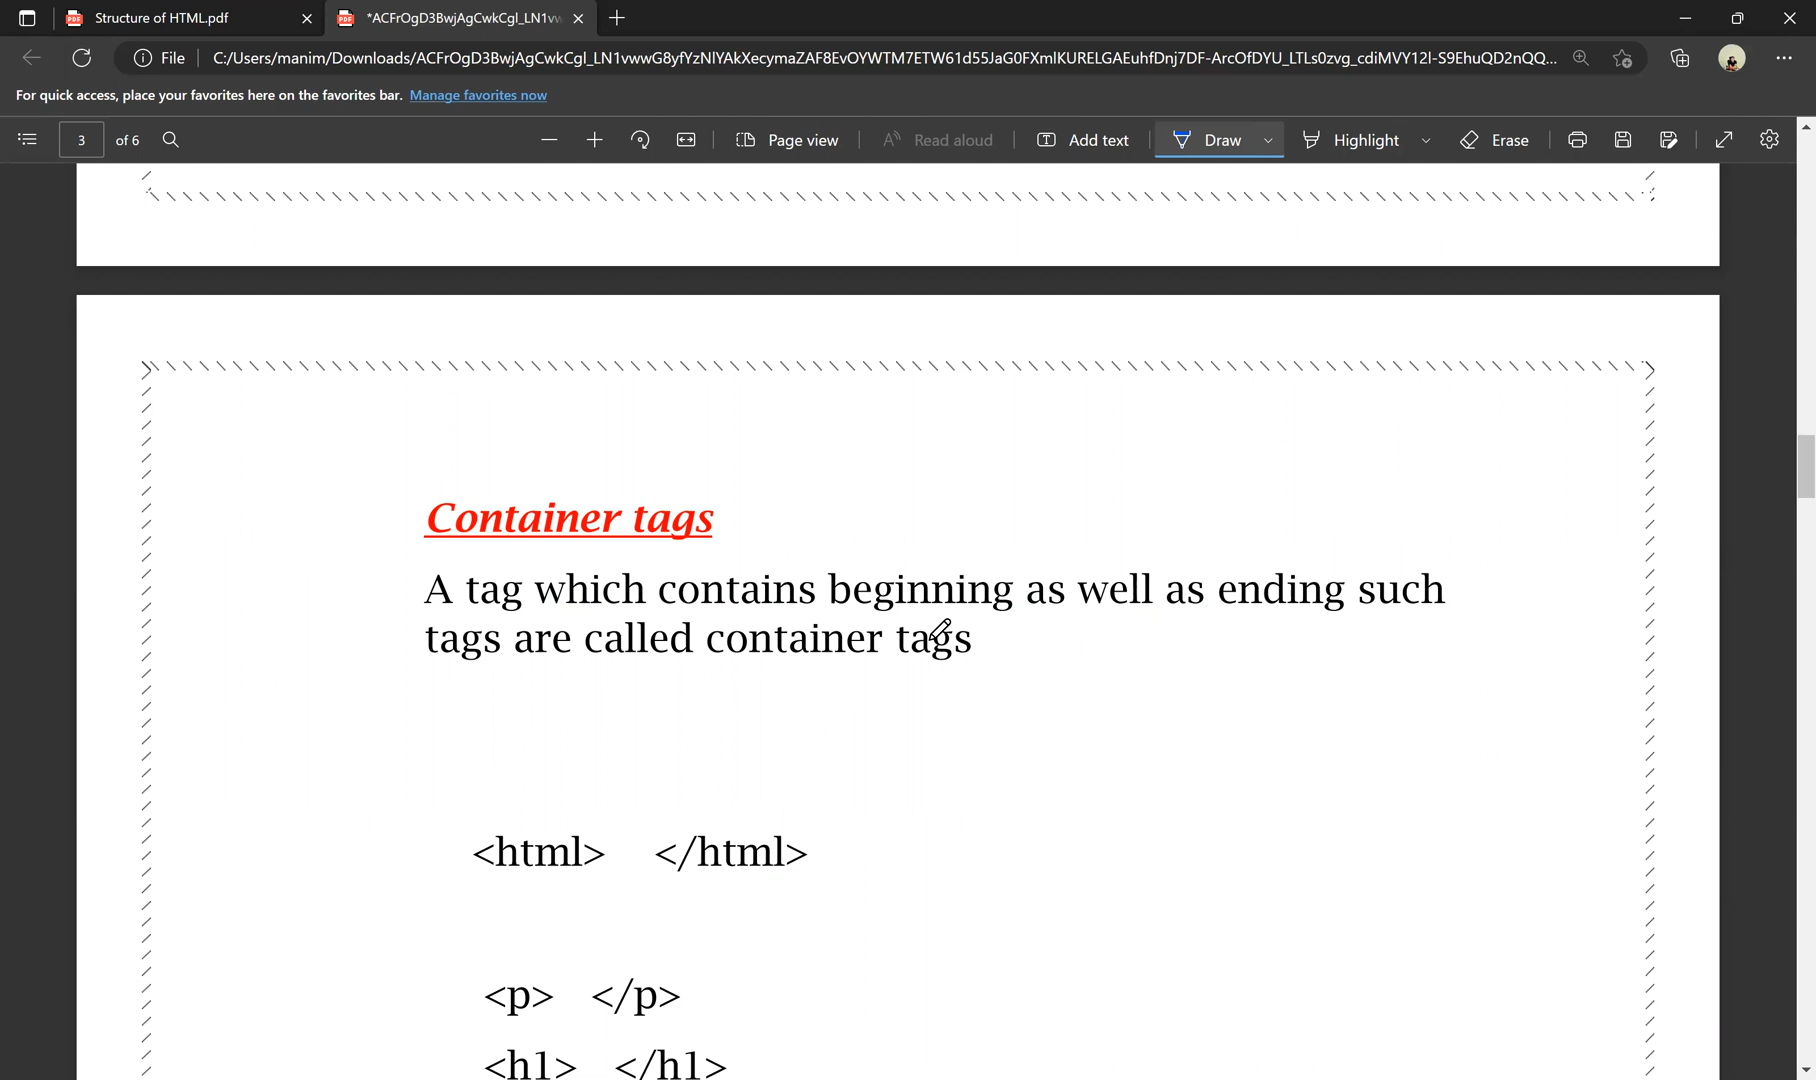 Structure of HTML.pdf
*ACFrOgD3BwjAgCwkCgl_LN1vw
File
C:/Users/manim/Downloads/ACFrOgD3BwjAgCwkCgl_LN1vwwG8yfYzNlYAkXecymaZAF8EvOYWTM7ETW61d55JaG0FXmlKURELGAEuhfDnj7DF-ArcOfDYU_LTLs0zvg_cdiMVY12l-S9EhuQD2nQQ...
For quick access, place your favorites here on the favorites bar. Manage favorites now
3 of 6
Page view
Read aloud
Add text
Draw
Highlight
Erase
Container tags
A tag which contains beginning as well as ending such
tags are called container tags
<html> </html>
<p> </p>
<h1> </h1>